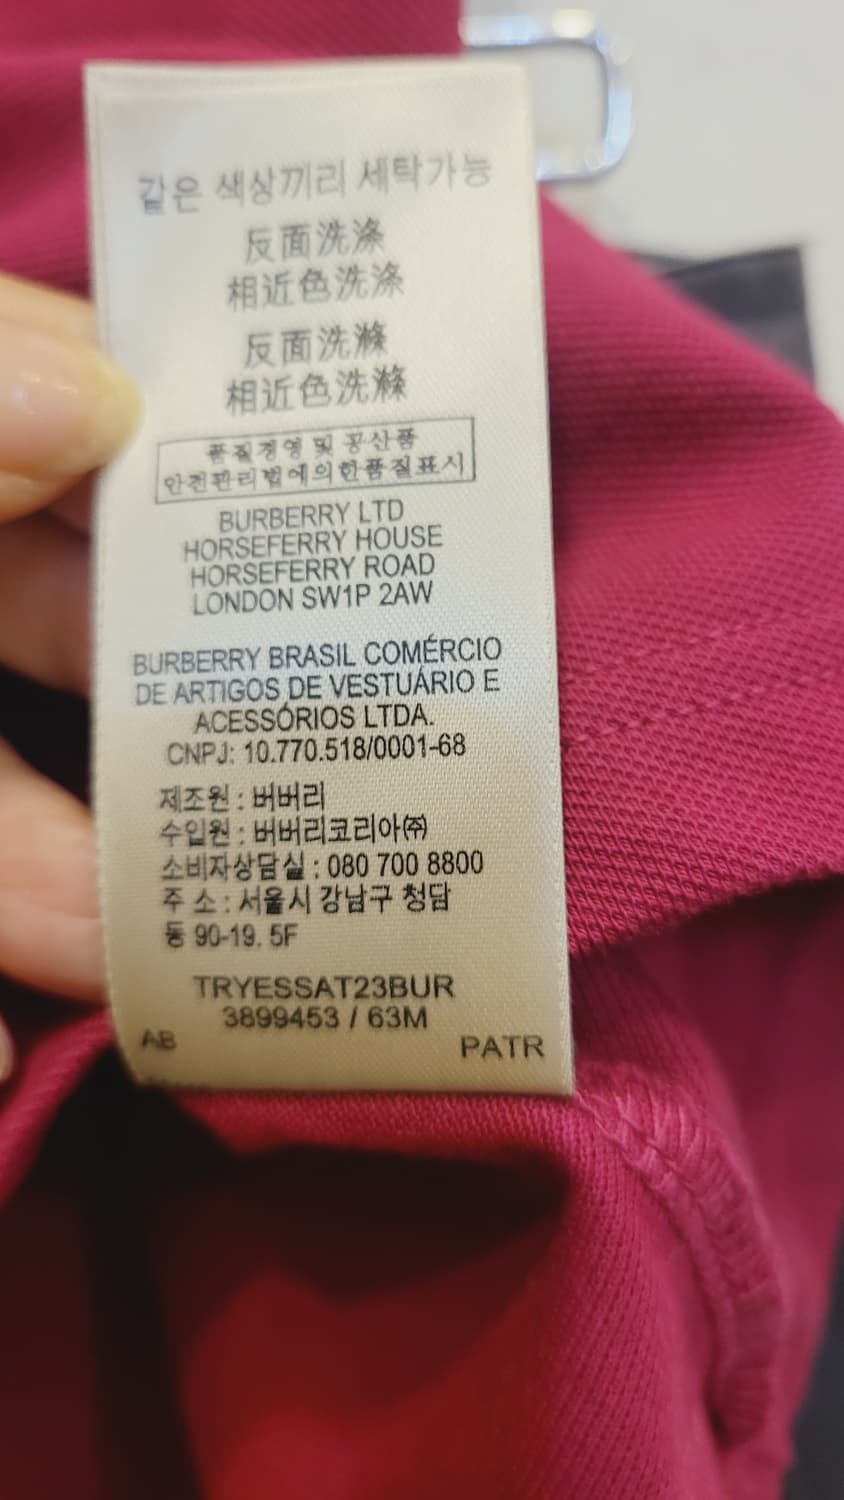 같은 색상끼리 세탁가능
反面洗涤
相近色洗涤
反面洗滌
相近色洗滌
품질경영 및 공산품
안전관리법에의한품질표시
BURBERRY LTD
HORSEFERRY HOUSE
HORSEFERRY ROAD
LONDON SW1P 2AW
BURBERRY BRASIL COMÉRCIO
DE ARTIGOS DE VESTUÁRIO E
ACESSÓRIOS LTDA.
CNPJ: 10.770.518/0001-68
제조원 : 버버리
수입원 : 버버리코리아㈜
소비자상담실 : 080 700 8800
주 소 : 서울시 강남구 청담
동 90-19. 5F
TRYESSAT23BUR
3899453 / 63M
AB
PATR